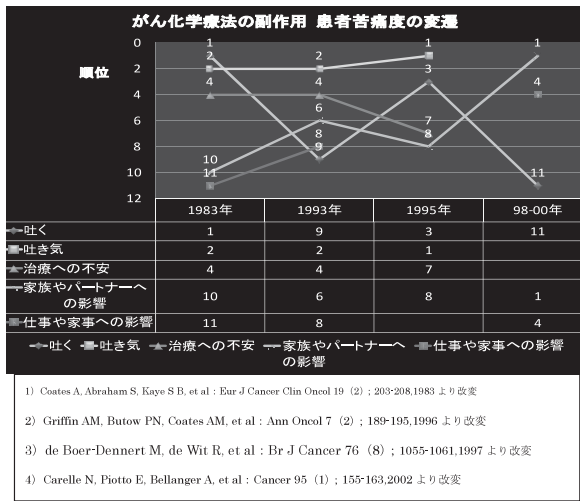 がん化学療法の副作用 患者苦痛度の変遷
順位
0
2
4
6
8
10
12
1
2
4
10
11
2
4
6
8
9
1
3
7
8
1
4
11
1983年 1993年 1995年 98-00年
吐く 1 9 3 11
吐き気 2 2 1
治療への不安 4 4 7
家族やパートナーへ
の影響 10 6 8 1
仕事や家事への影響 11 8 4
吐く 吐き気 治療への不安 家族やパートナーへ 仕事や家事への影響
の影響
1）Coates A, Abraham S, Kaye S B, et al : Eur J Cancer Clin Oncol 19（2）; 203-208,1983 より改変
2）Griffin AM, Butow PN, Coates AM, et al : Ann Oncol 7（2）; 189-195,1996 より改変
3）de Boer-Dennert M, de Wit R, et al : Br J Cancer 76（8）; 1055-1061,1997 より改変
4）Carelle N, Piotto E, Bellanger A, et al : Cancer 95（1）; 155-163,2002 より改変